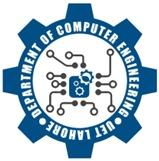 DEPARTMENT OF COMPUTER ENGINEERING
UET LAHORE